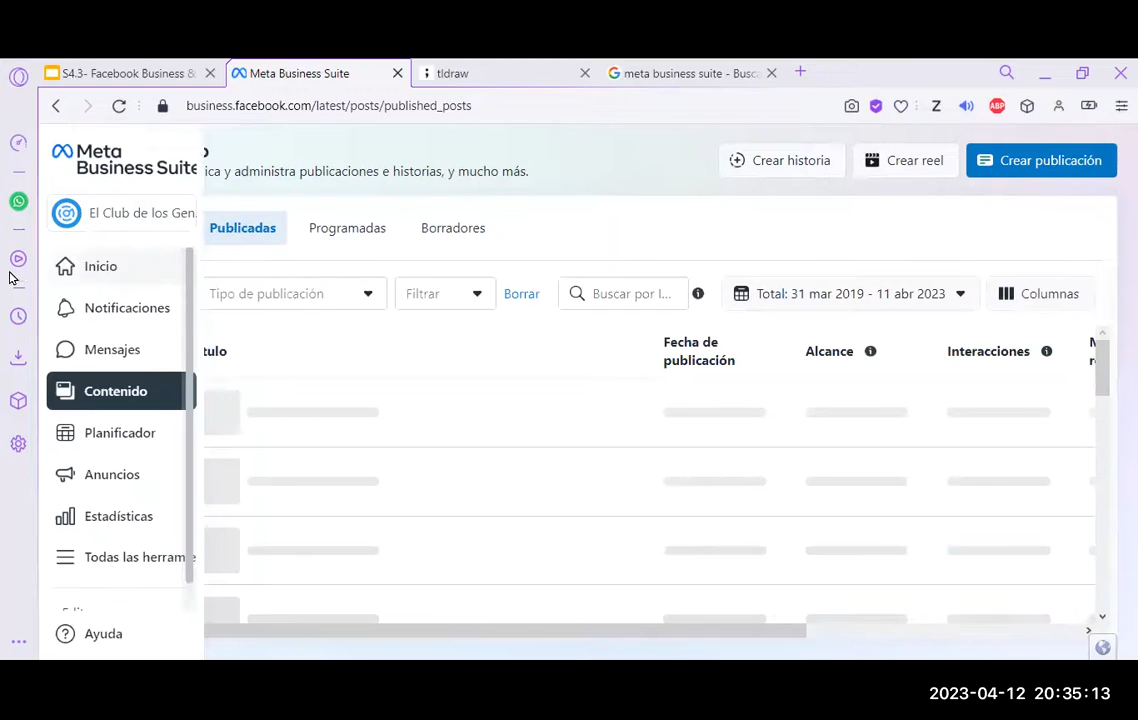 S4.3- Facebook Business &
Meta Business Suite
tldraw
meta business suite - Busca
business.facebook.com/latest/posts/published_posts
Z
ABP
Meta
Business Suite
ica y administra publicaciones e historias, y mucho más.
Crear historia
Crear reel
Crear publicación
El Club de los Gen.
Publicadas
Programadas
Borradores
Inicio
Notificaciones
Mensajes
Contenido
Planificador
Anuncios
Estadísticas
Todas las herrame
Ayuda
Tipo de publicación
Filtrar
Borrar
Buscar por I...
Total: 31 mar 2019 - 11 abr 2023
Columnas
tulo
Fecha de
publicación
Alcance
Interacciones
2023-04-12 20:35:13